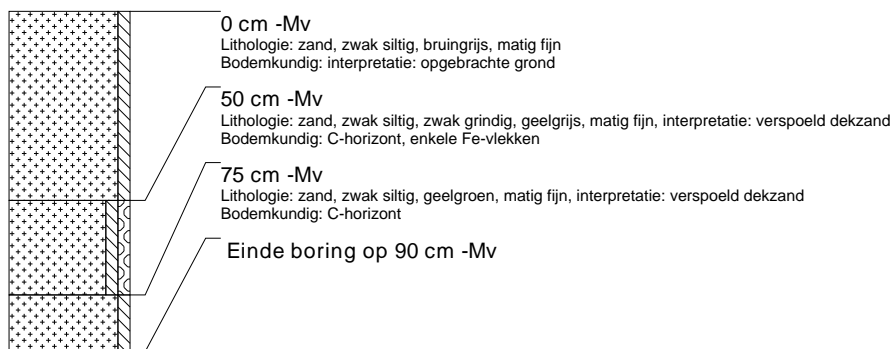 0 cm -Mv
Lithologie: zand, zwak siltig, bruingrijs, matig fijn
Bodemkundig: interpretatie: opgebrachte grond
50 cm -Mv
Lithologie: zand, zwak siltig, zwak grindig, geelgrijs, matig fijn, interpretatie: verspoeld dekzand
Bodemkundig: C-horizont, enkele Fe-vlekken
75 cm -Mv
Lithologie: zand, zwak siltig, geelgroen, matig fijn, interpretatie: verspoeld dekzand
Bodemkundig: C-horizont
Einde boring op 90 cm -Mv